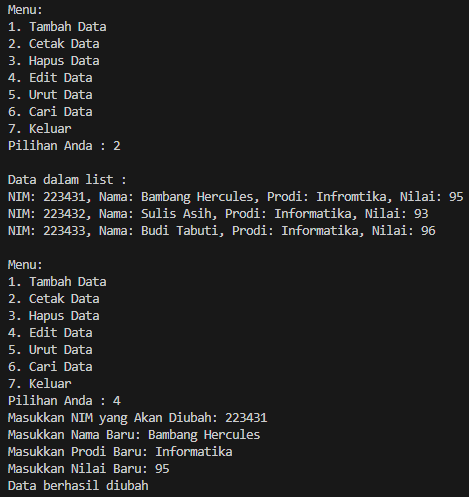 Menu:
1. Tambah Data
2. Cetak Data
3. Hapus Data
4. Edit Data
5. Urut Data
6. Cari Data
7. Keluar
Pilihan Anda : 2
Data dalam list :
NIM: 223431, Nama: Bambang Hercules, Prodi: Infromtika, Nilai: 95
NIM: 223432, Nama: Sulis Asih, Prodi: Informatika, Nilai: 93
NIM: 223433, Nama: Budi Tabuti, Prodi: Informatika, Nilai: 96
Menu:
1. Tambah Data
2. Cetak Data
3. Hapus Data
4. Edit Data
5. Urut Data
6. Cari Data
7. Keluar
Pilihan Anda : 4
Masukkan NIM yang Akan Diubah: 223431
Masukkan Nama Baru: Bambang Hercules
Masukkan Prodi Baru: Informatika
Masukkan Nilai Baru: 95
Data berhasil diubah